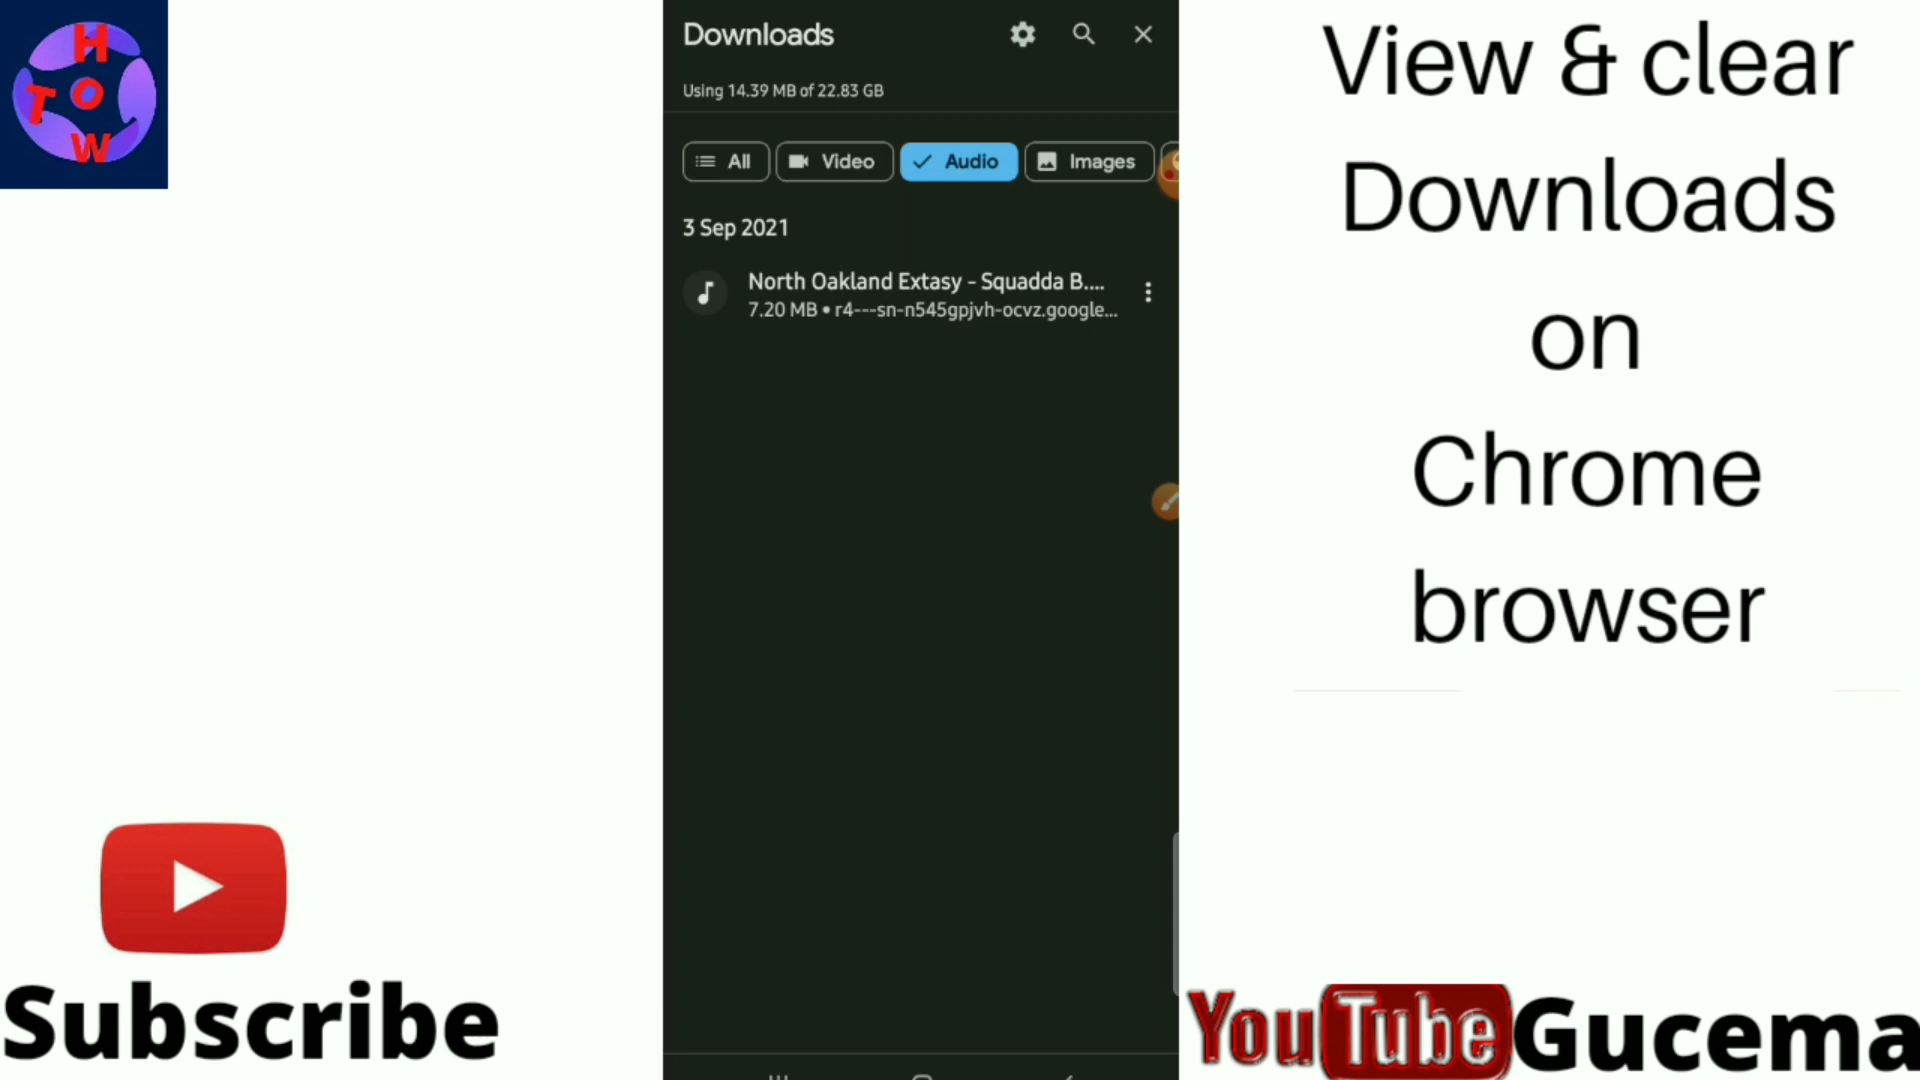 H
T O
W
Downloads
Using 14.39 MB of 22.83 GB
All
Video
Audio
Images
3 Sep 2021
North Oakland Extasy - Squadda B....
7.20 MB • r4---sn-n545gpjvh-ocvz.google...
View & clear
Downloads
on
Chrome
browser
Subscribe
YouTube Gucema